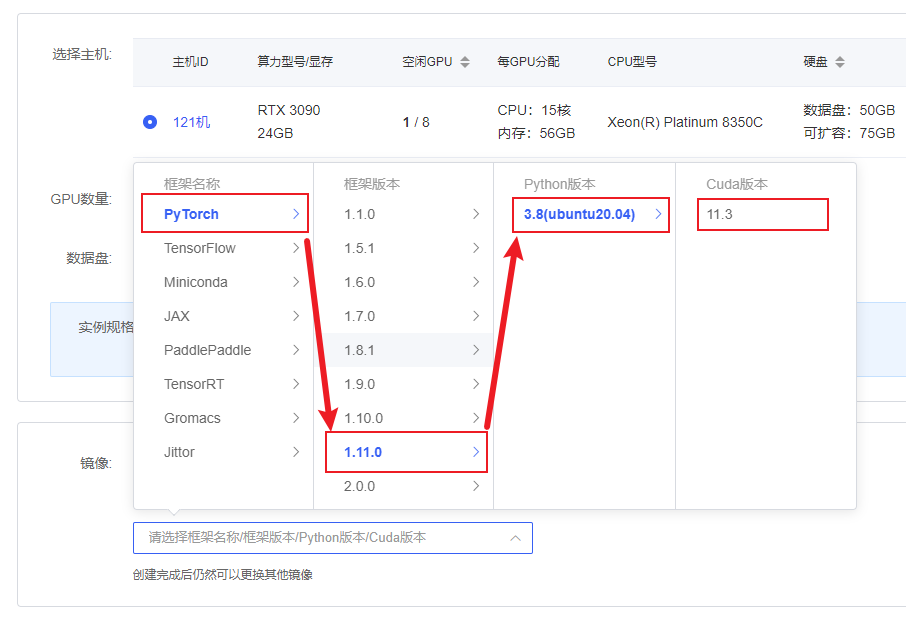 选择主机:
主机ID 算力型号/显存 空闲GPU 每GPU分配 CPU型号 硬盘
121机 RTX 3090 24GB 1 / 8 CPU：15核 内存：56GB Xeon(R) Platinum 8350C 数据盘：50GB 可扩容：75GB
GPU数量:
数据盘:
实例规格
框架名称
PyTorch
TensorFlow
Miniconda
JAX
PaddlePaddle
TensorRT
Gromacs
Jittor
框架版本
1.1.0
1.5.1
1.6.0
1.7.0
1.8.1
1.9.0
1.10.0
1.11.0
2.0.0
Python版本
3.8(ubuntu20.04)
Cuda版本
11.3
镜像:
请选择框架名称/框架版本/Python版本/Cuda版本
创建完成后仍然可以更换其他镜像